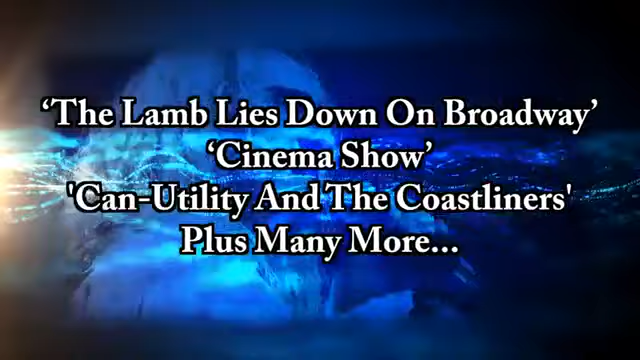 ‘The Lamb Lies Down On Broadway’
‘Cinema Show’
'Can-Utility And The Coastliners'
Plus Many More...